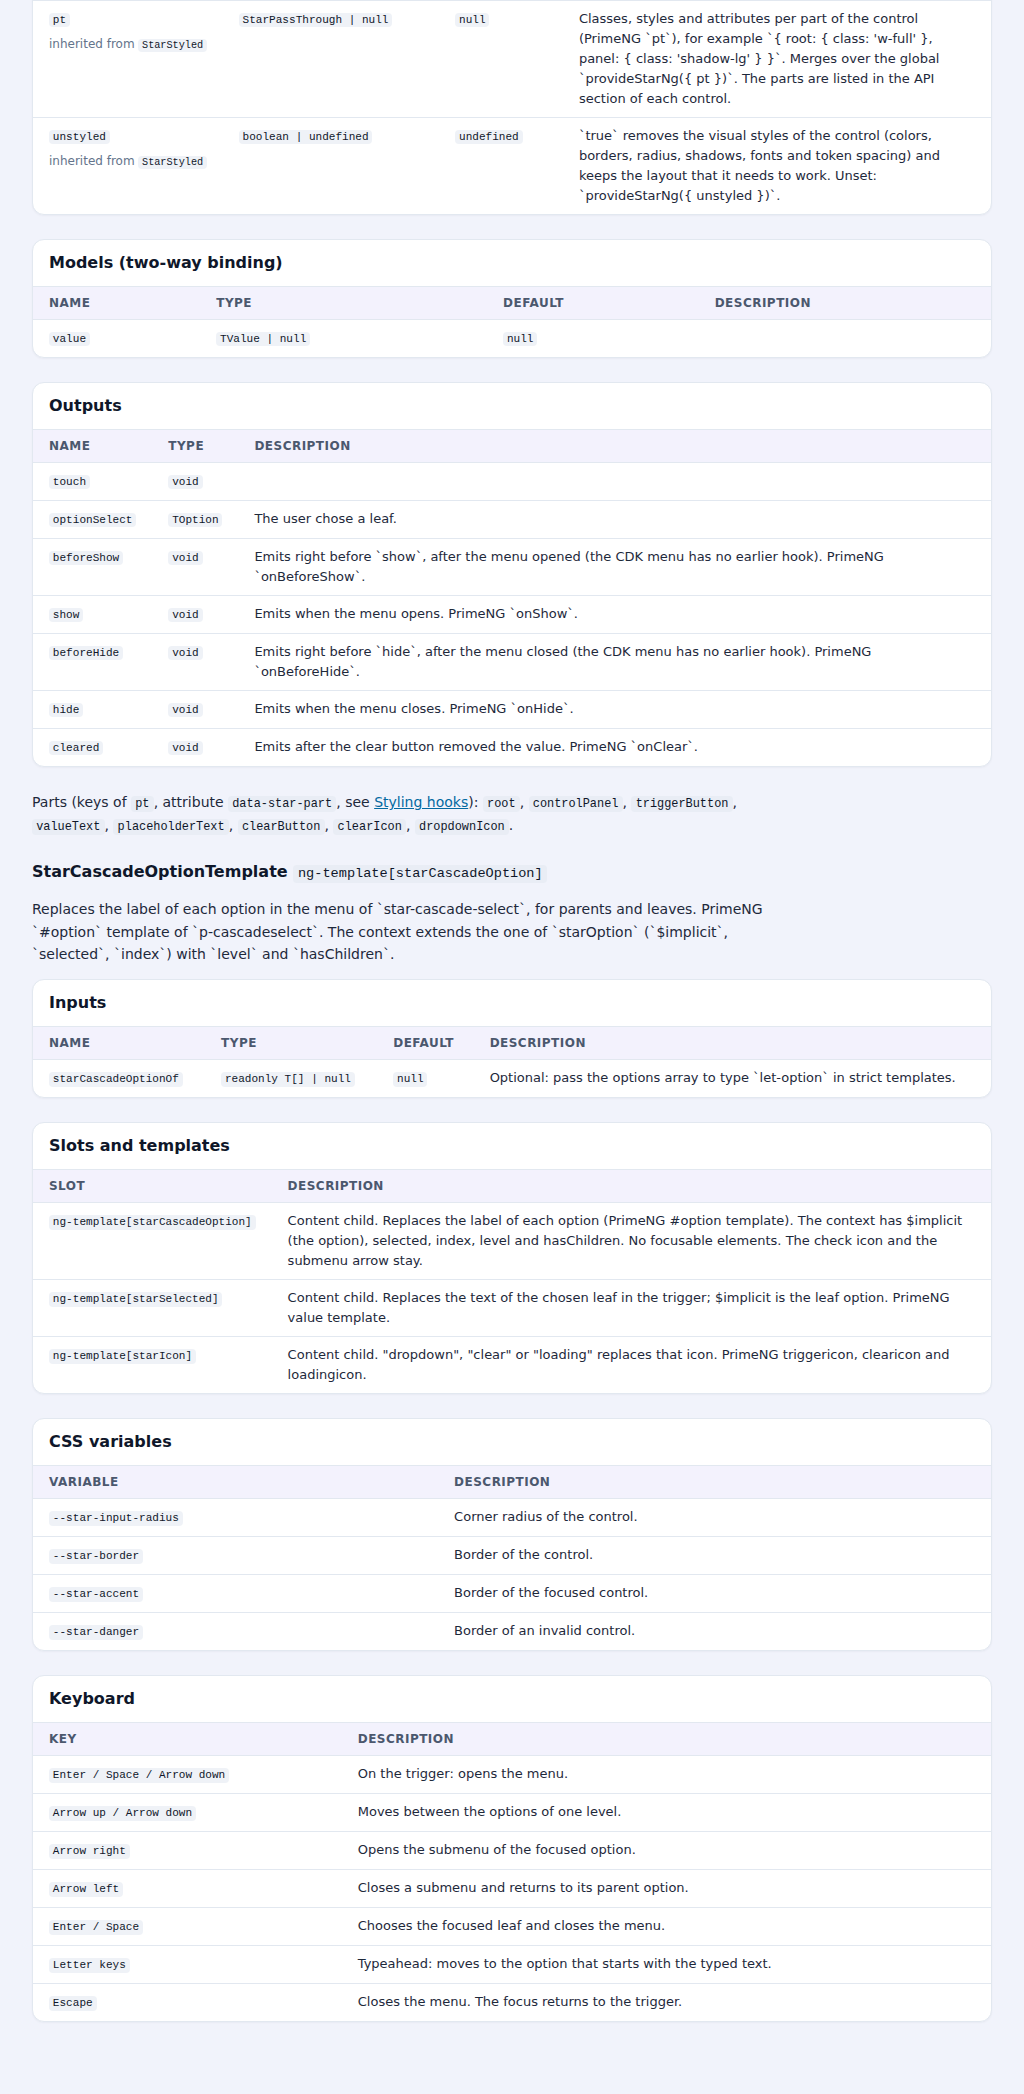 pt StarPassThrough | null null Classes, styles and attributes per part of the control
inherited from StarStyled (PrimeNG `pt`), for example `{ root: { class: 'w-full' },
panel: { class: 'shadow-lg' } }`. Merges over the global
`provideStarNg({ pt })`. The parts are listed in the API
section of each control.
unstyled boolean | undefined undefined `true` removes the visual styles of the control (colors,
inherited from StarStyled borders, radius, shadows, fonts and token spacing) and
keeps the layout that it needs to work. Unset:
`provideStarNg({ unstyled })`.
Models (two-way binding)
NAME TYPE DEFAULT DESCRIPTION
value TValue | null null
Outputs
NAME TYPE DESCRIPTION
touch void
optionSelect TOption The user chose a leaf.
beforeShow void Emits right before `show`, after the menu opened (the CDK menu has no earlier hook). PrimeNG
`onBeforeShow`.
show void Emits when the menu opens. PrimeNG `onShow`.
beforeHide void Emits right before `hide`, after the menu closed (the CDK menu has no earlier hook). PrimeNG
`onBeforeHide`.
hide void Emits when the menu closes. PrimeNG `onHide`.
cleared void Emits after the clear button removed the value. PrimeNG `onClear`.
Parts (keys of pt, attribute data-star-part, see Styling hooks): root, controlPanel, triggerButton,
valueText, placeholderText, clearButton, clearIcon, dropdownIcon.
StarCascadeOptionTemplate ng-template[starCascadeOption]
Replaces the label of each option in the menu of `star-cascade-select`, for parents and leaves. PrimeNG
`#option` template of `p-cascadeselect`. The context extends the one of `starOption` (`$implicit`,
`selected`, `index`) with `level` and `hasChildren`.
Inputs
NAME TYPE DEFAULT DESCRIPTION
starCascadeOptionOf readonly T[] | null null Optional: pass the options array to type `let-option` in strict templates.
Slots and templates
SLOT DESCRIPTION
ng-template[starCascadeOption] Content child. Replaces the label of each option (PrimeNG #option template). The context has $implicit
(the option), selected, index, level and hasChildren. No focusable elements. The check icon and the
submenu arrow stay.
ng-template[starSelected] Content child. Replaces the text of the chosen leaf in the trigger; $implicit is the leaf option. PrimeNG
value template.
ng-template[starIcon] Content child. "dropdown", "clear" or "loading" replaces that icon. PrimeNG triggericon, clearicon and
loadingicon.
CSS variables
VARIABLE DESCRIPTION
--star-input-radius Corner radius of the control.
--star-border Border of the control.
--star-accent Border of the focused control.
--star-danger Border of an invalid control.
Keyboard
KEY DESCRIPTION
Enter / Space / Arrow down On the trigger: opens the menu.
Arrow up / Arrow down Moves between the options of one level.
Arrow right Opens the submenu of the focused option.
Arrow left Closes a submenu and returns to its parent option.
Enter / Space Chooses the focused leaf and closes the menu.
Letter keys Typeahead: moves to the option that starts with the typed text.
Escape Closes the menu. The focus returns to the trigger.